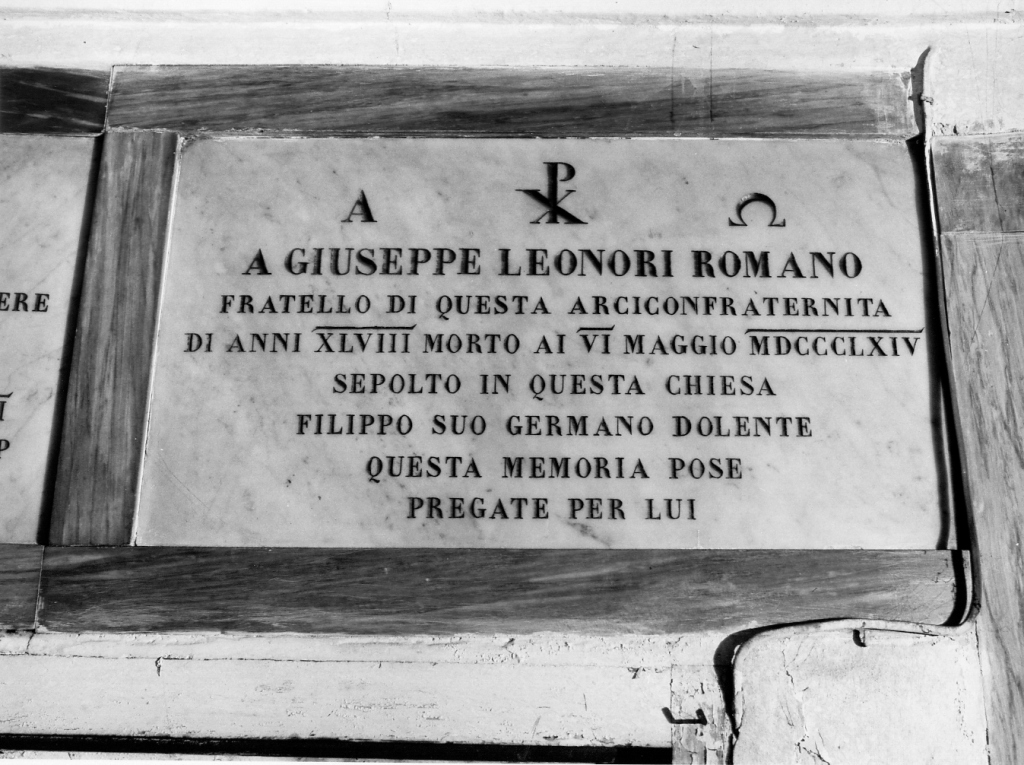 Α ☧ Ω
A GIUSEPPE LEONORI ROMANO
FRATELLO DI QUESTA ARCICONFRATERNITA
DI ANNI XLVIII MORTO AI VI MAGGIO MDCCCLXIV
SEPOLTO IN QUESTA CHIESA
FILIPPO SUO GERMANO DOLENTE
QUESTA MEMORIA POSE
PREGATE PER LUI